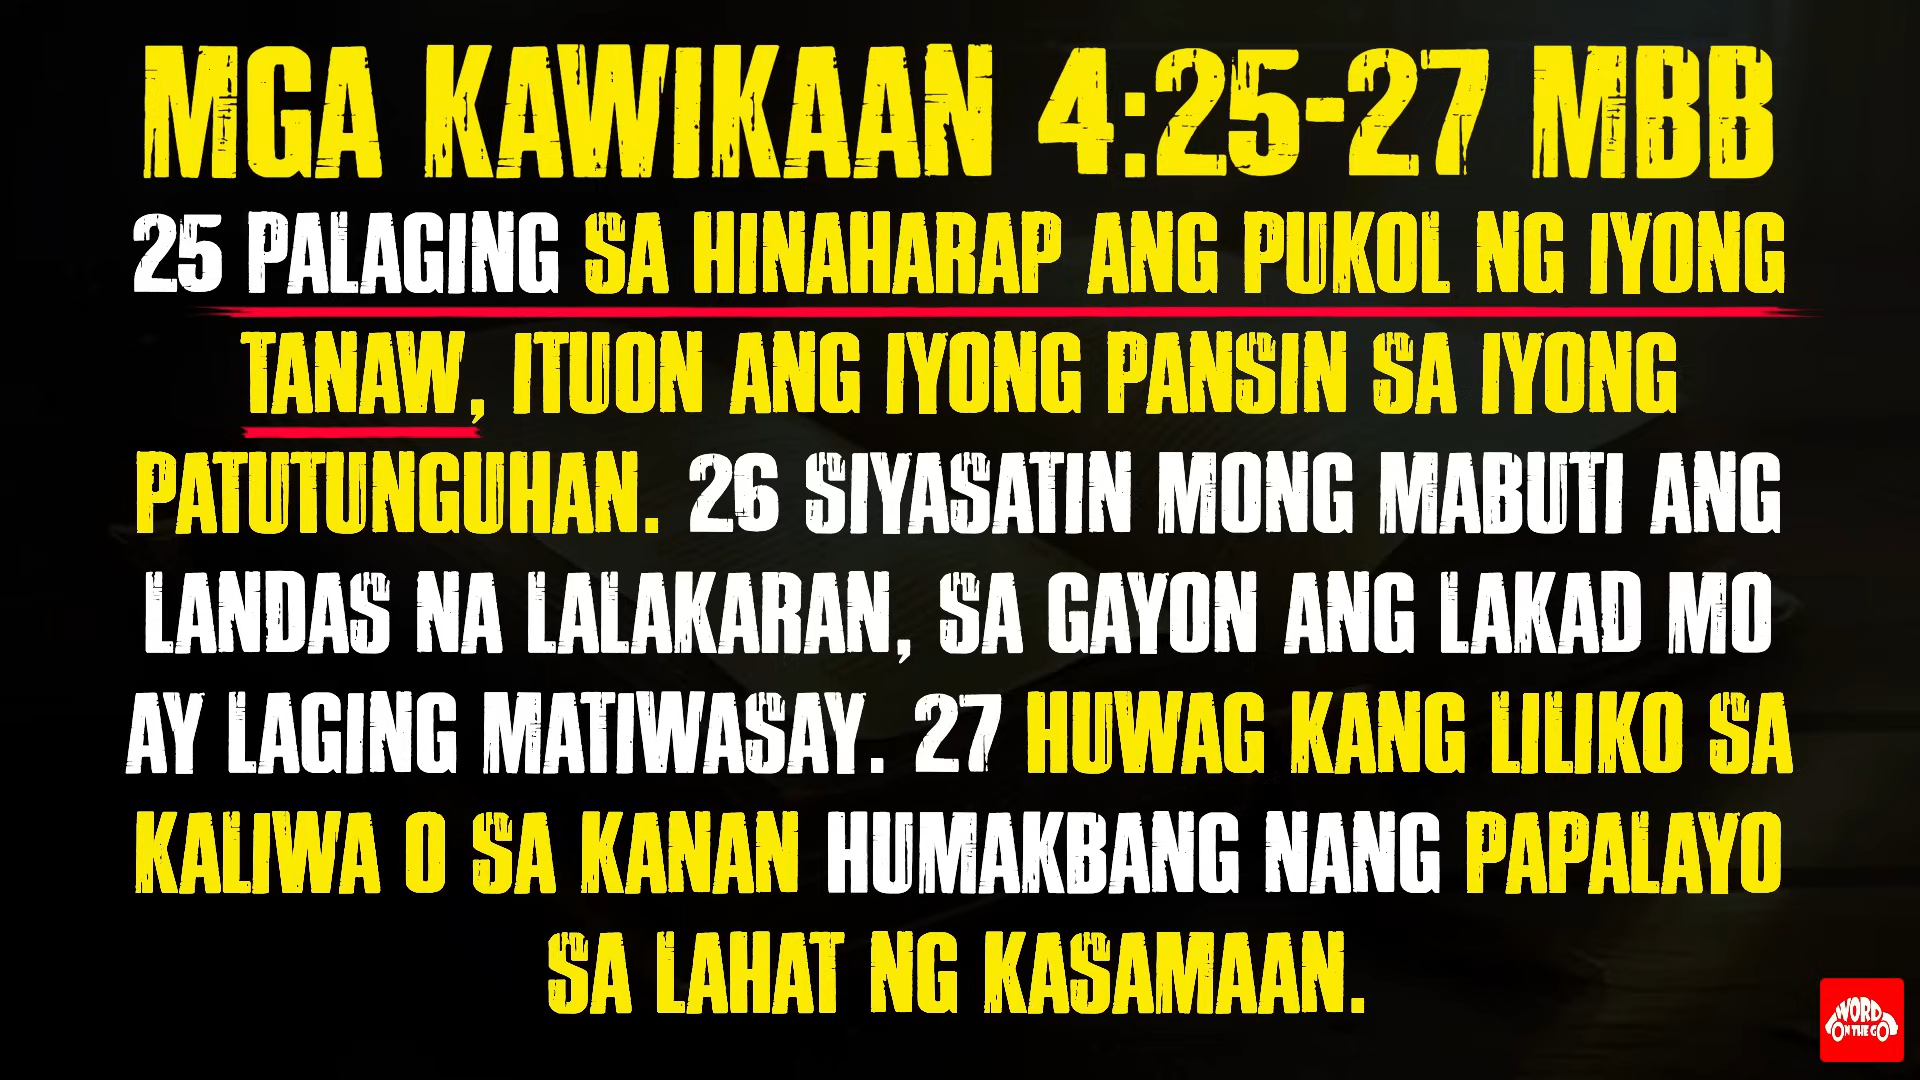 MGA KAWIKAAN 4:25-27 MBB
25 PALAGING SA HINAHARAP ANG PUKOL NG IYONG
TANAW, ITUON ANG IYONG PANSIN SA IYONG
PATUTUNGUHAN. 26 SIYASATIN MONG MABUTI ANG
LANDAS NA LALAKARAN, SA GAYON ANG LAKAD MO
AY LAGING MATIWASAY. 27 HUWAG KANG LILIKO SA
KALIWA O SA KANAN HUMAKBANG NANG PAPALAYO
SA LAHAT NG KASAMAAN.
WORD
ON THE GO